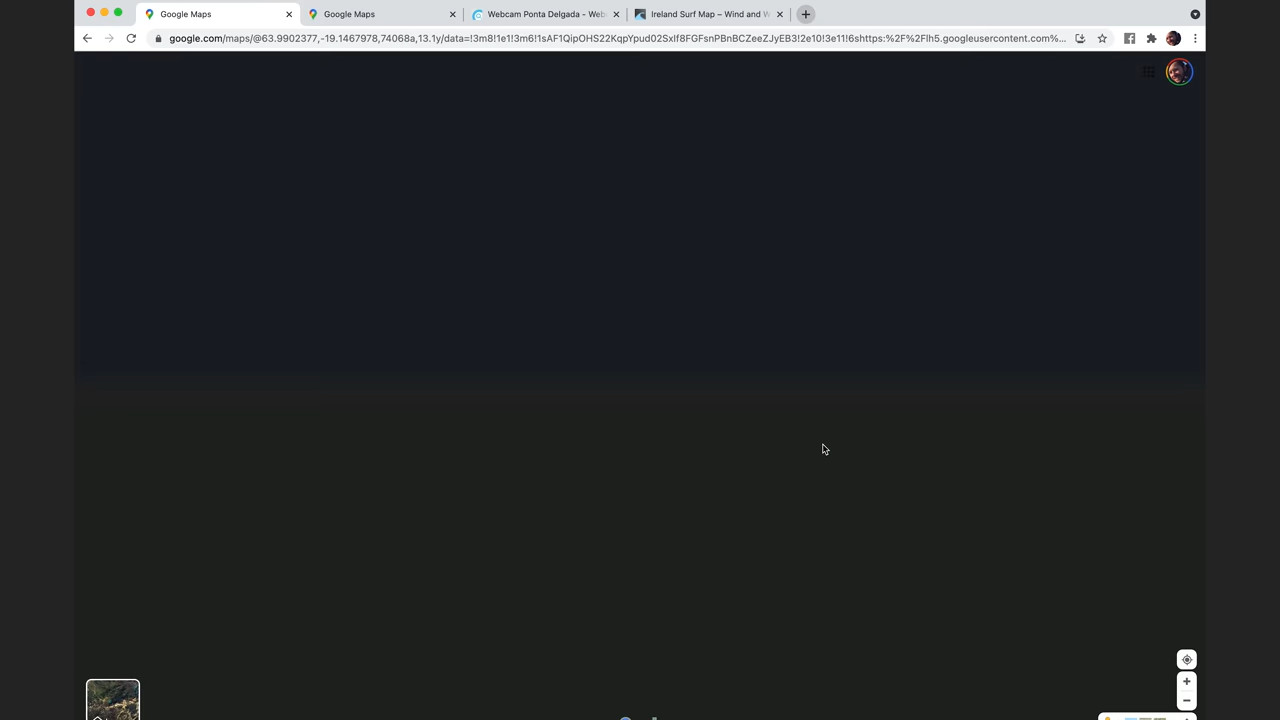 Google Maps
Google Maps
Webcam Ponta Delgada - Web
Ireland Surf Map – Wind and W
google.com/maps/@63.9902377,-19.1467978,74068a,13.1y/data=!3m8!1e1!3m6!1sAF1QipOHS22KqpYpud02SxIf8FGFsnPBnBCZeeZJyEB3!2e10!3e11!6shttps:%2F%2Flh5.googleusercontent.com%...